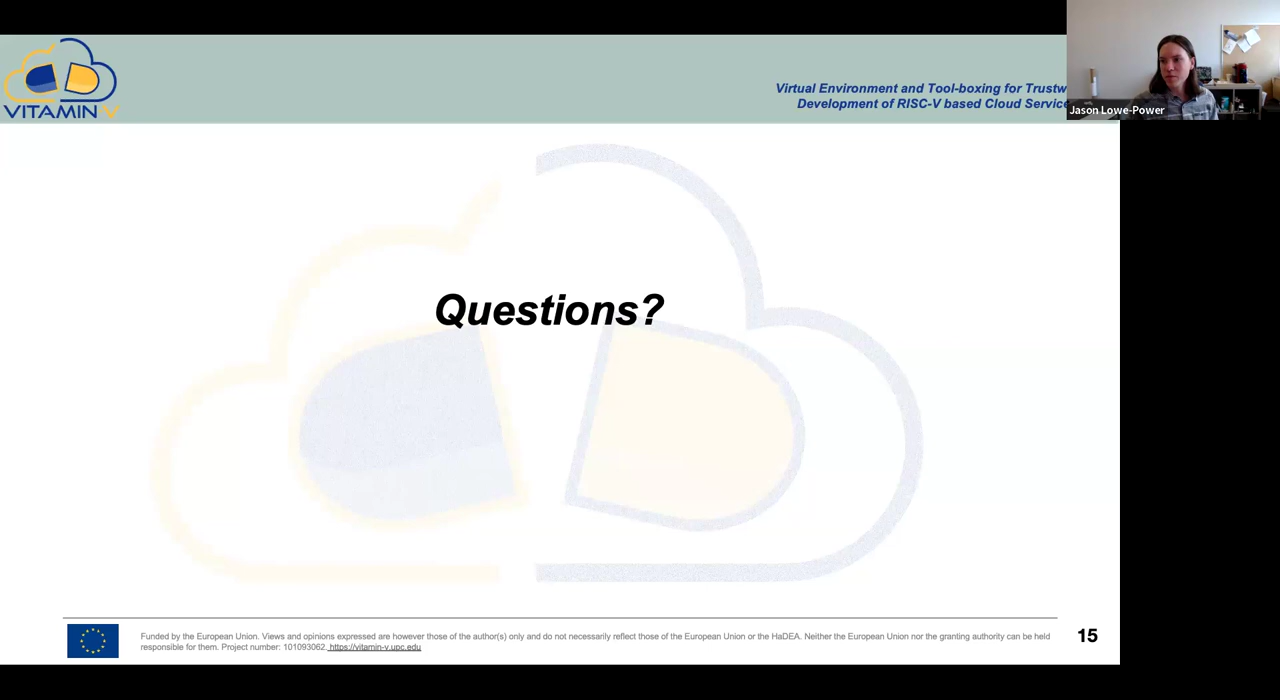 VITAMIN-V
Virtual Environment and Tool-boxing for Trustw
Development of RISC-V based Cloud Service
Jason Lowe-Power
Questions?
Funded by the European Union. Views and opinions expressed are however those of the author(s) only and do not necessarily reflect those of the European Union or the HaDEA. Neither the European Union nor the granting authority can be held
responsible for them. Project number: 101093062. https://vitamin-v.upc.edu
15